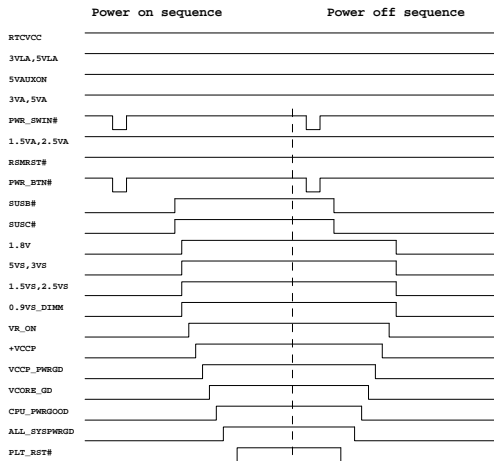 Power on sequence Power off sequence
RTCVCC
3VLA,5VLA
5VAUXON
3VA,5VA
PWR_SWIN#
1.5VA,2.5VA
RSMRST#
PWR_BTN#
SUSB#
SUSC#
1.8V
5VS,3VS
1.5VS,2.5VS
0.9VS_DIMM
VR_ON
+VCCP
VCCP_PWRGD
VCORE_GD
CPU_PWRGOOD
ALL_SYSPWRGD
PLT_RST#